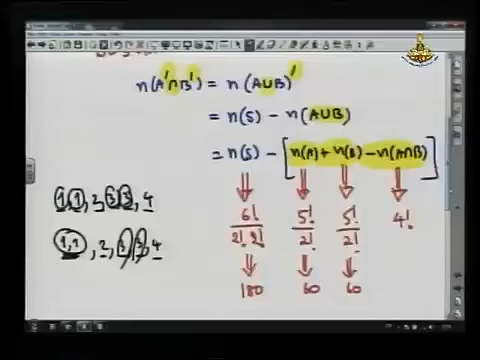 n(A'∩B') = n(A∪B)'
= n(S) - n(A∪B)
= n(S) - [n(A) + n(B) - n(A∩B)]
1,1, 2, 3,3, 4
1,1, 2, 3,3, 4
6!/2!·2! 5!/2! 5!/2! 4!
180 60 60